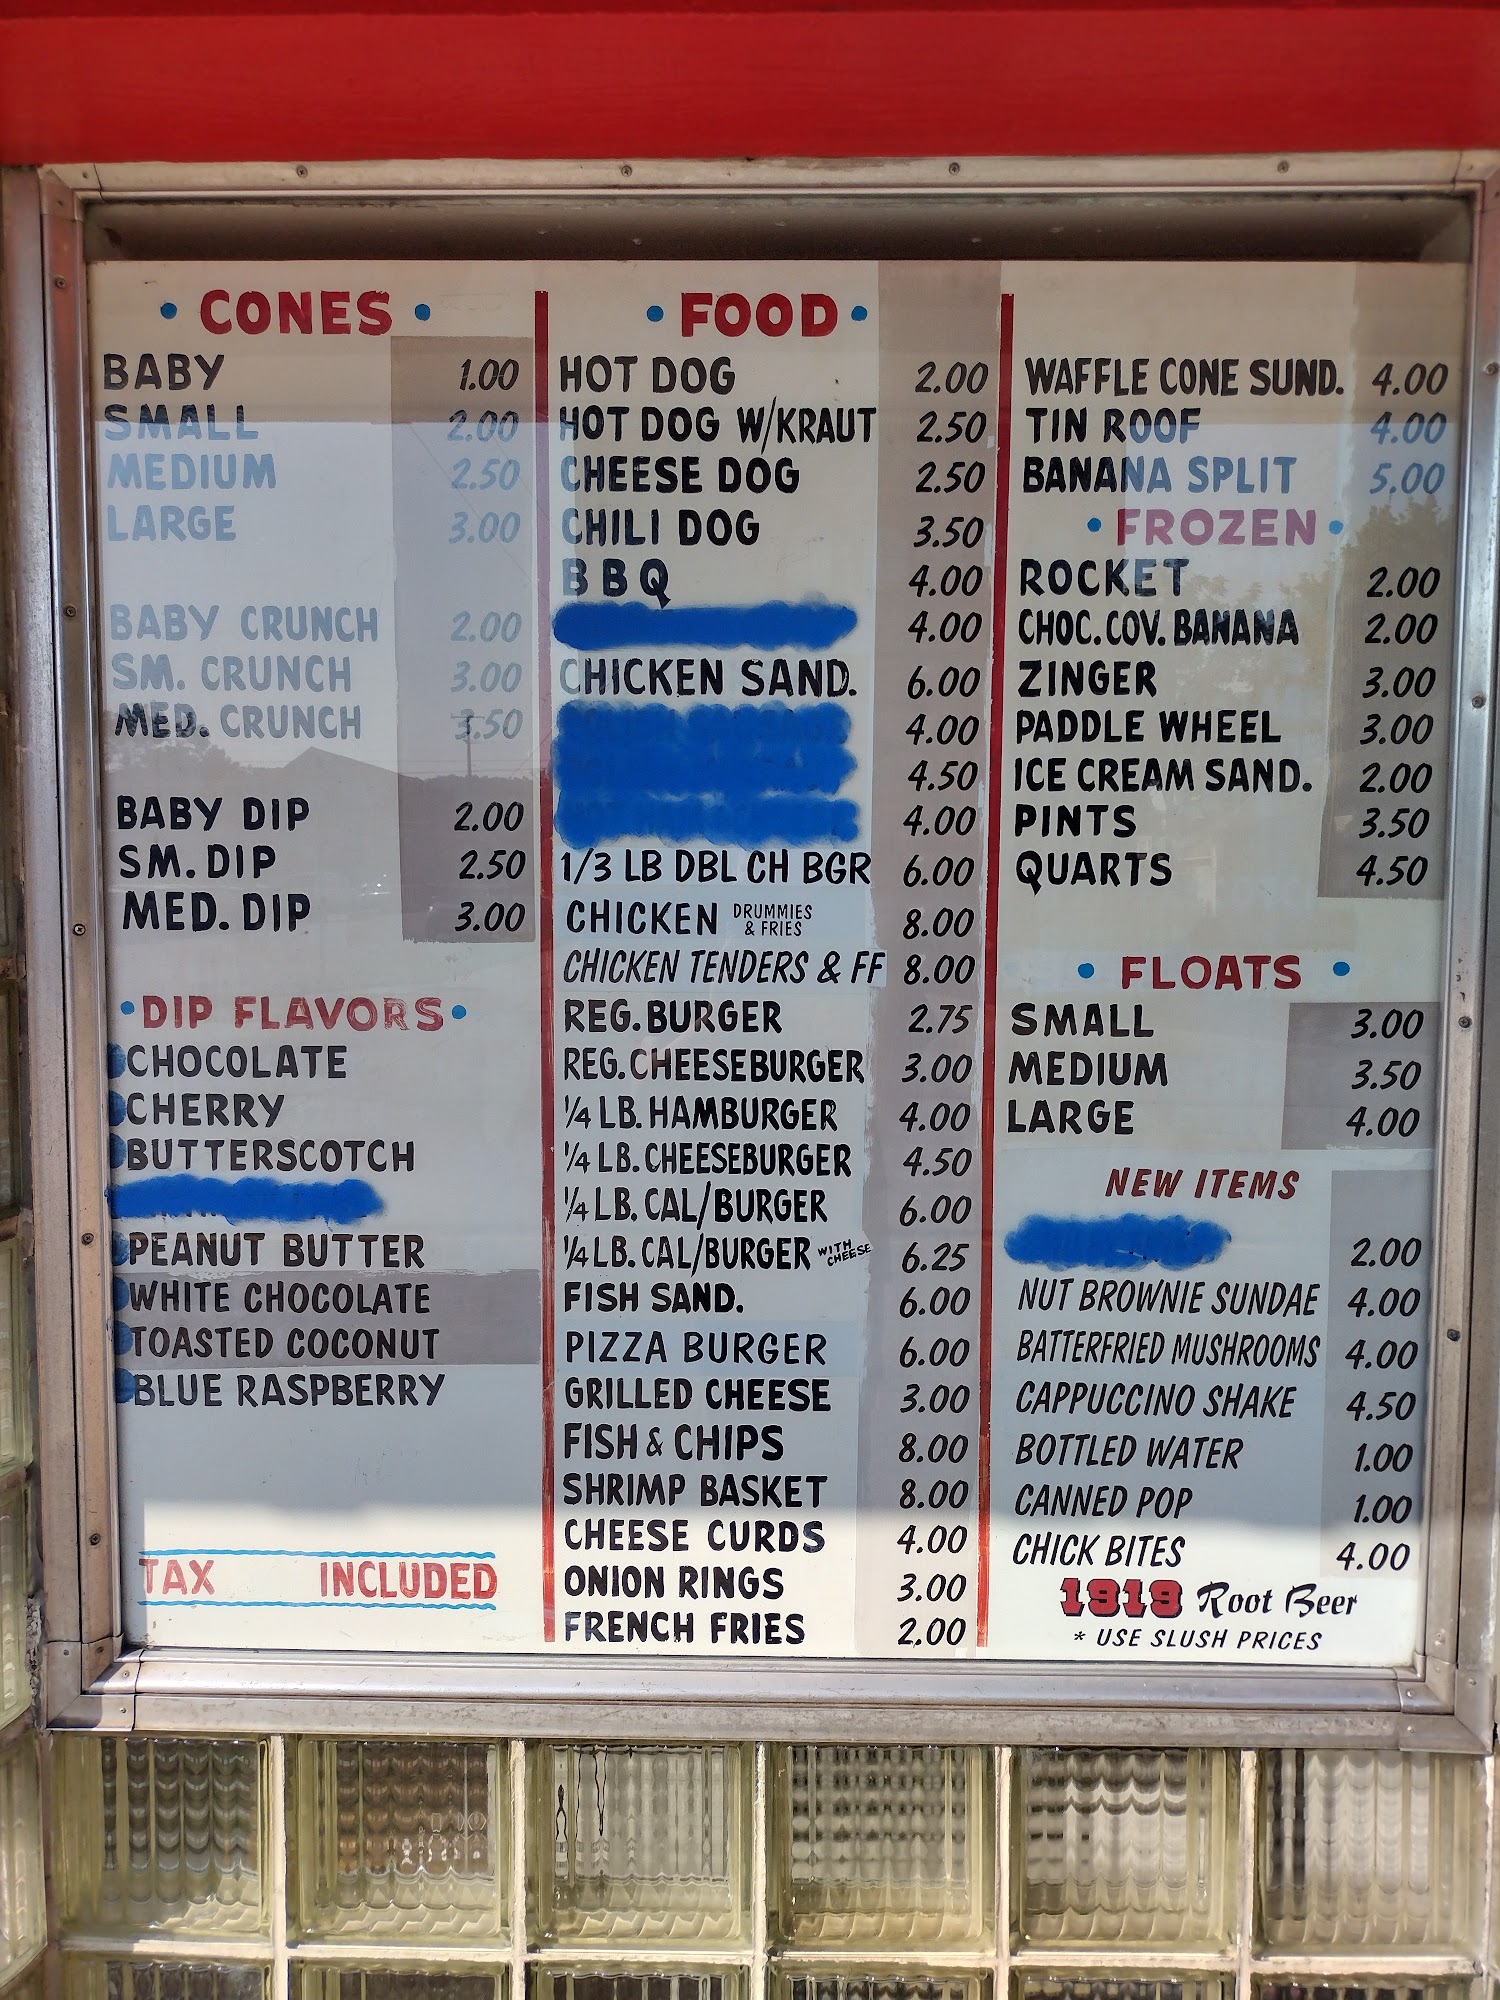 • CONES •
BABY 1.00
SMALL 2.00
MEDIUM 2.50
LARGE 3.00
BABY CRUNCH 2.00
SM. CRUNCH 3.00
MED. CRUNCH 3.50
BABY DIP 2.00
SM. DIP 2.50
MED. DIP 3.00
• DIP FLAVORS •
CHOCOLATE
CHERRY
BUTTERSCOTCH
PEANUT BUTTER
WHITE CHOCOLATE
TOASTED COCONUT
BLUE RASPBERRY
TAX INCLUDED
• FOOD •
HOT DOG 2.00
HOT DOG W/KRAUT 2.50
CHEESE DOG 2.50
CHILI DOG 3.50
BBQ 4.00
4.00
CHICKEN SAND. 6.00
4.00
4.50
4.00
1/3 LB DBL CH BGR 6.00
CHICKEN DRUMMIES & FRIES 8.00
CHICKEN TENDERS & FF 8.00
REG. BURGER 2.75
REG. CHEESEBURGER 3.00
1/4 LB. HAMBURGER 4.00
1/4 LB. CHEESEBURGER 4.50
1/4 LB. CAL/BURGER 6.00
1/4 LB. CAL/BURGER WITH CHEESE 6.25
FISH SAND. 6.00
PIZZA BURGER 6.00
GRILLED CHEESE 3.00
FISH & CHIPS 8.00
SHRIMP BASKET 8.00
CHEESE CURDS 4.00
ONION RINGS 3.00
FRENCH FRIES 2.00
WAFFLE CONE SUND. 4.00
TIN ROOF 4.00
BANANA SPLIT 5.00
• FROZEN •
ROCKET 2.00
CHOC. COV. BANANA 2.00
ZINGER 3.00
PADDLE WHEEL 3.00
ICE CREAM SAND. 2.00
PINTS 3.50
QUARTS 4.50
• FLOATS •
SMALL 3.00
MEDIUM 3.50
LARGE 4.00
NEW ITEMS
2.00
NUT BROWNIE SUNDAE 4.00
BATTERFRIED MUSHROOMS 4.00
CAPPUCCINO SHAKE 4.50
BOTTLED WATER 1.00
CANNED POP 1.00
CHICK BITES 4.00
1919 Root Beer
* USE SLUSH PRICES